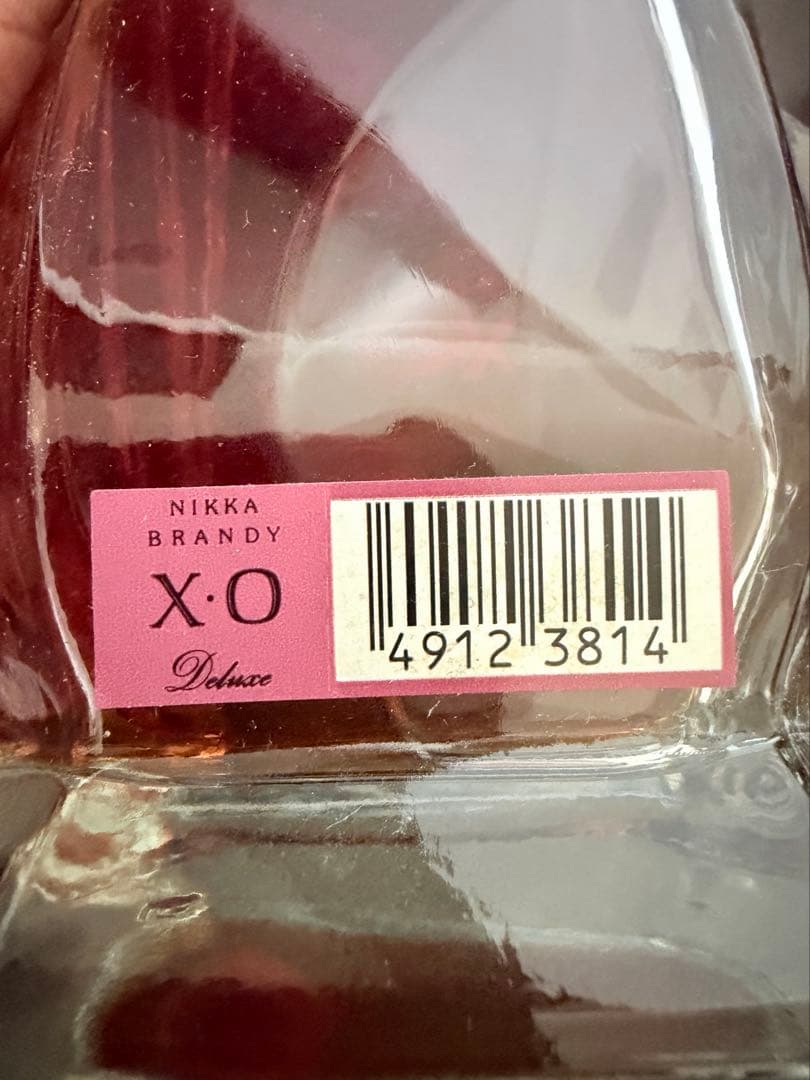 NIKKA
BRANDY
X·O
Deluxe
4912 3814